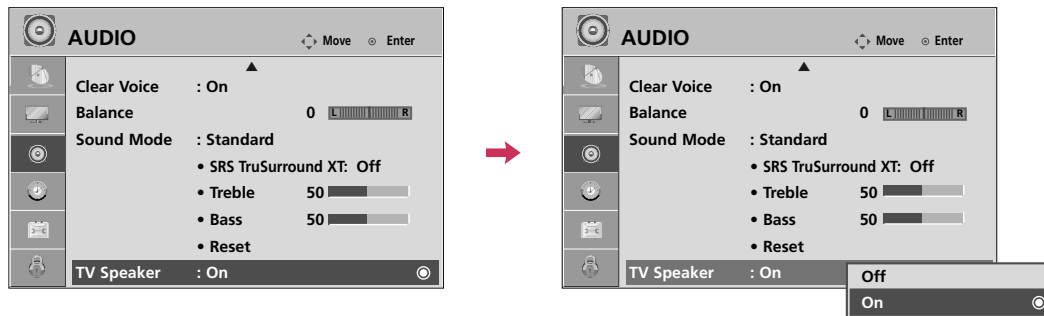 AUDIO
Move Enter
Clear Voice : On
Balance 0 L R
Sound Mode : Standard
• SRS TruSurround XT: Off
• Treble 50
• Bass 50
• Reset
TV Speaker : On
AUDIO
Move Enter
Clear Voice : On
Balance 0 L R
Sound Mode : Standard
• SRS TruSurround XT: Off
• Treble 50
• Bass 50
• Reset
TV Speaker : On
Off
On